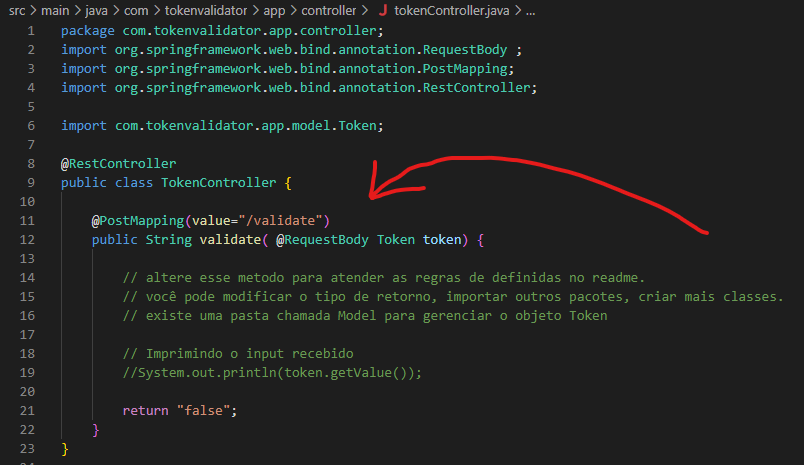 src > main > java > com > tokenvalidator > app > controller > J tokenController.java > ...
1 package com.tokenvalidator.app.controller;
2 import org.springframework.web.bind.annotation.RequestBody ;
3 import org.springframework.web.bind.annotation.PostMapping;
4 import org.springframework.web.bind.annotation.RestController;
5
6 import com.tokenvalidator.app.model.Token;
7
8 @RestController
9 public class TokenController {
10
11 @PostMapping(value="/validate")
12 public String validate( @RequestBody Token token) {
13
14 // altere esse metodo para atender as regras de definidas no readme.
15 // você pode modificar o tipo de retorno, importar outros pacotes, criar mais classes.
16 // existe uma pasta chamada Model para gerenciar o objeto Token
17
18 // Imprimindo o input recebido
19 //System.out.println(token.getValue());
20
21 return "false";
22 }
23 }
24